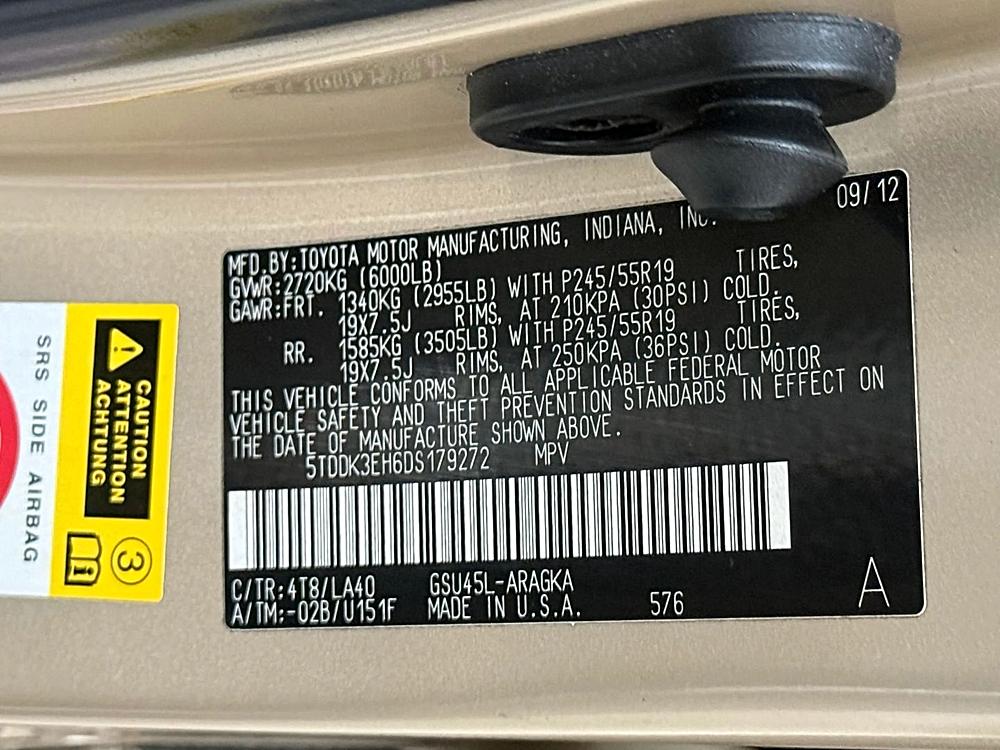 09/12
MFD.BY:TOYOTA MOTOR MANUFACTURING, INDIANA, INC.
GVWR:2720KG (6000LB)
GAWR:FRT. 1340KG (2955LB) WITH P245/55R19 TIRES,
19X7.5J RIMS, AT 210KPA (30PSI) COLD.
RR. 1585KG (3505LB) WITH P245/55R19 TIRES,
19X7.5J RIMS, AT 250KPA (36PSI) COLD.
THIS VEHICLE CONFORMS TO ALL APPLICABLE FEDERAL MOTOR
VEHICLE SAFETY AND THEFT PREVENTION STANDARDS IN EFFECT ON
THE DATE OF MANUFACTURE SHOWN ABOVE.
5TDDK3EH6DS179272 MPV
C/TR:4T8/LA40 GSU45L-ARAGKA
A/TM:-02B/U151F MADE IN U.S.A. 576
A
CAUTION
ATTENTION
ACHTUNG
3
SRS SIDE AIRBAG